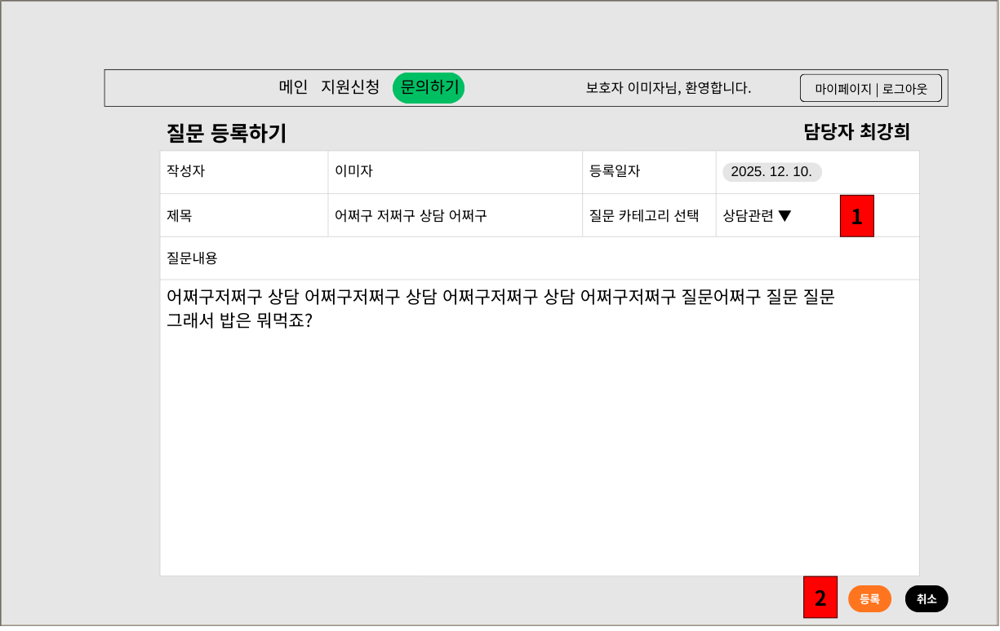 메인 지원신청 문의하기 보호자 이미자님, 환영합니다. 마이페이지 | 로그아웃
질문 등록하기 담당자 최강희
작성자 이미자 등록일자 2025. 12. 10.
제목 어쩌구 저쩌구 상담 어쩌구 질문 카테고리 선택 상담관련 ▼ 1
질문내용
어쩌구저쩌구 상담 어쩌구저쩌구 상담 어쩌구저쩌구 상담 어쩌구저쩌구 질문어쩌구 질문 질문
그래서 밥은 뭐먹죠?
2 등록 취소